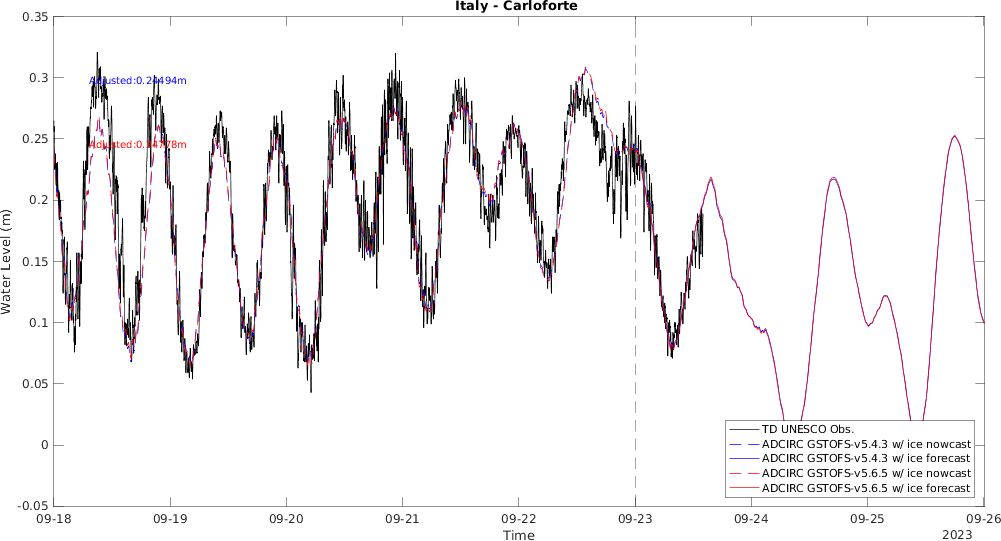 Italy - Carloforte
0.35
0.3
0.25
0.2
0.15
0.1
0.05
0
-0.05
Water Level (m)
Adjusted:0.24494m
09-18
09-19
09-20
09-21
09-22
09-23
09-24
09-25
09-26
Time
2023
TD UNESCO Obs.
ADCIRC GSTOFS-v5.4.3 w/ ice nowcast
ADCIRC GSTOFS-v5.4.3 w/ ice forecast
ADCIRC GSTOFS-v5.6.5 w/ ice nowcast
ADCIRC GSTOFS-v5.6.5 w/ ice forecast